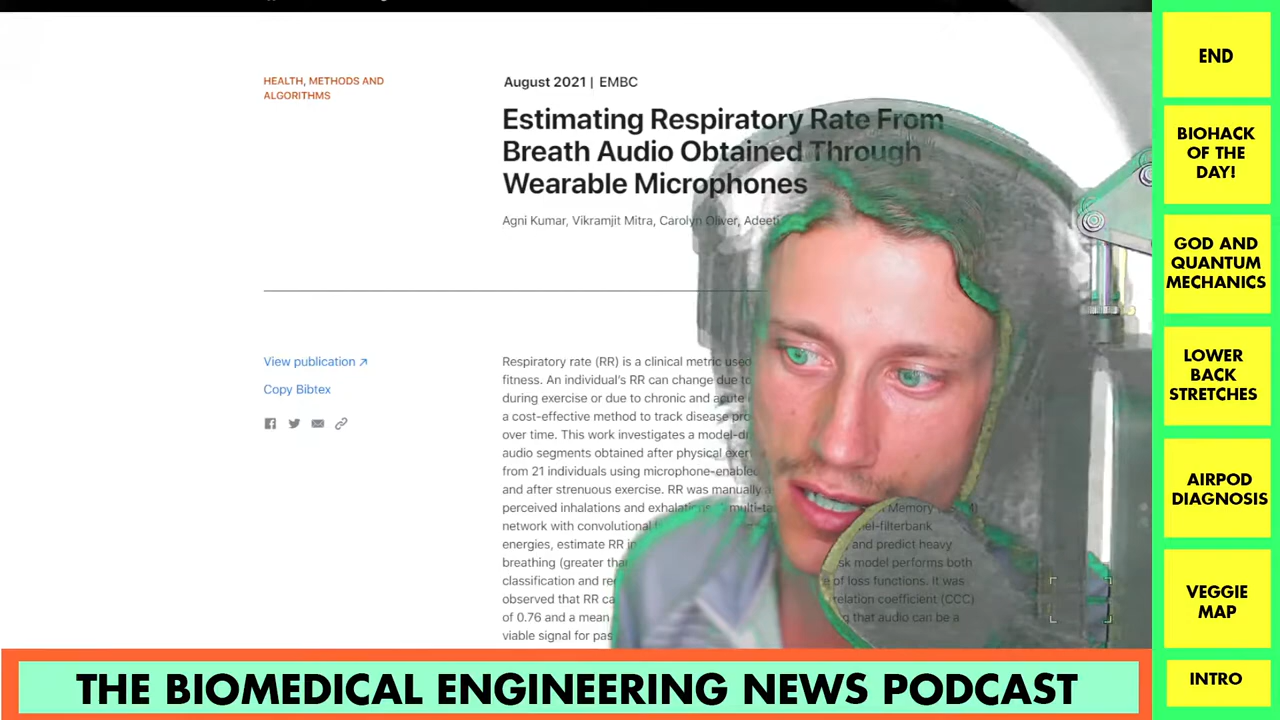 HEALTH, METHODS AND
ALGORITHMS
August 2021 | EMBC
Estimating Respiratory Rate From
Breath Audio Obtained Through
Wearable Microphones
Agni Kumar, Vikramjit Mitra, Carolyn Oliver, Adeeti
View publication ↗
Copy Bibtex
Respiratory rate (RR) is a clinical metric used
fitness. An individual's RR can change due to
during exercise or due to chronic and acute
a cost-effective method to track disease
over time. This work investigates a
audio segments obtained after physical
from 21 individuals using microphone-enabled
and after strenuous exercise. RR was manually
perceived inhalations and exhalations. Memory
network with convolutional
energies, estimate RR in and predict heavy
breathing (greater model performs both
classification and of loss functions. It was
observed that RR coefficient (CCC)
of 0.76 and a mean that audio can be a
viable signal for
END
BIOHACK
OF THE
DAY!
GOD AND
QUANTUM
MECHANICS
LOWER
BACK
STRETCHES
AIRPOD
DIAGNOSIS
VEGGIE
MAP
INTRO
THE BIOMEDICAL ENGINEERING NEWS PODCAST